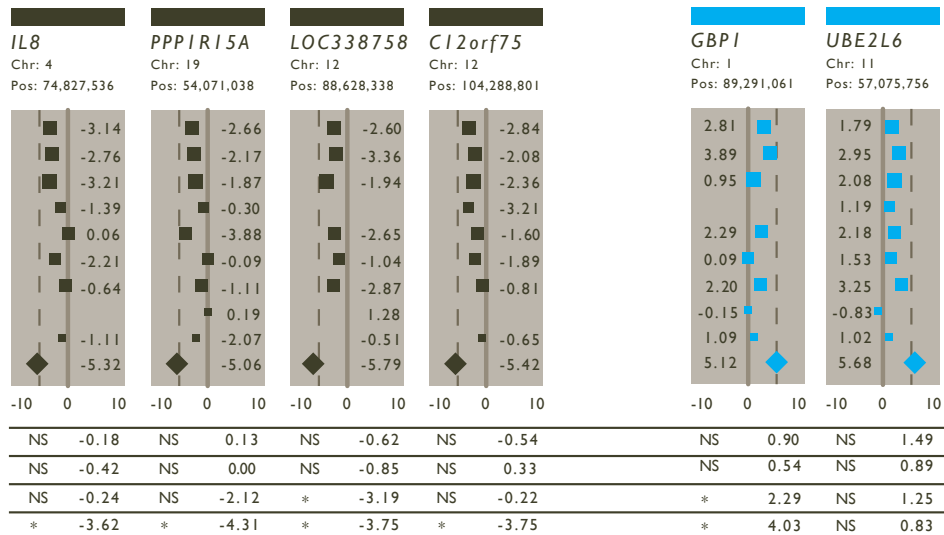 IL8 PPP1R15A LOC338758 C12orf75 GBP1 UBE2L6
Chr: 4 Chr: 19 Chr: 12 Chr: 12 Chr: 1 Chr: 11
Pos: 74,827,536 Pos: 54,071,038 Pos: 88,628,338 Pos: 104,288,801 Pos: 89,291,061 Pos: 57,075,756
-3.14 -2.66 -2.60 -2.84 2.81 1.79
-2.76 -2.17 -3.36 -2.08 3.89 2.95
-3.21 -1.87 -1.94 -2.36 0.95 2.08
-1.39 -0.30 -3.21 1.19
0.06 -3.88 -2.65 -1.60 2.29 2.18
-2.21 -0.09 -1.04 -1.89 0.09 1.53
-0.64 -1.11 -2.87 -0.81 2.20 3.25
0.19 1.28 -0.15 -0.83
-1.11 -2.07 -0.51 -0.65 1.09 1.02
-5.32 -5.06 -5.79 -5.42 5.12 5.68
-10 0 10 -10 0 10 -10 0 10 -10 0 10 -10 0 10 -10 0 10
NS -0.18 NS 0.13 NS -0.62 NS -0.54 NS 0.90 NS 1.49
NS -0.42 NS 0.00 NS -0.85 NS 0.33 NS 0.54 NS 0.89
NS -0.24 NS -2.12 * -3.19 NS -0.22 * 2.29 NS 1.25
* -3.62 * -4.31 * -3.75 * -3.75 * 4.03 NS 0.83